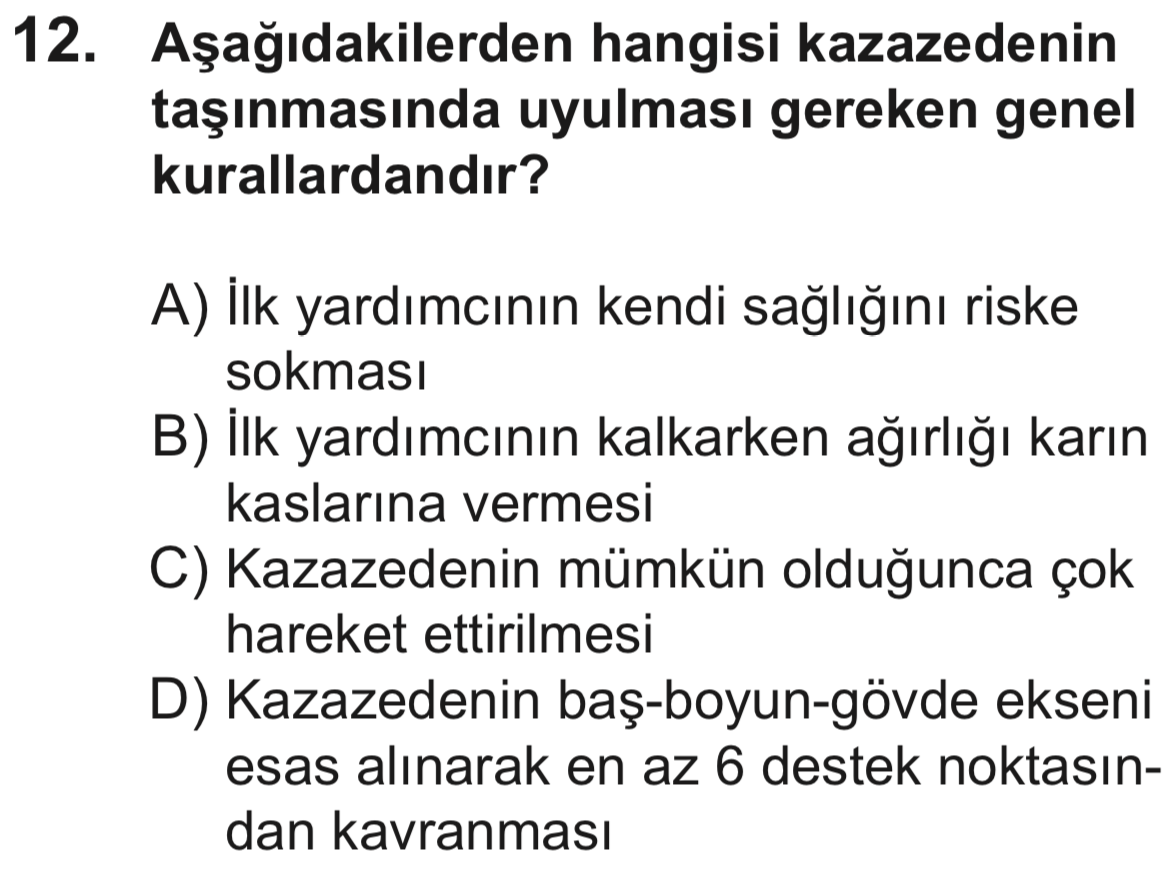 12. Aşağıdakilerden hangisi kazazedenin
taşınmasında uyulması gereken genel
kurallardandır?
A) İlk yardımcının kendi sağlığını riske
sokması
B) İlk yardımcının kalkarken ağırlığı karın
kaslarına vermesi
C) Kazazedenin mümkün olduğunca çok
hareket ettirilmesi
D) Kazazedenin baş-boyun-gövde ekseni
esas alınarak en az 6 destek noktasın-
dan kavranması